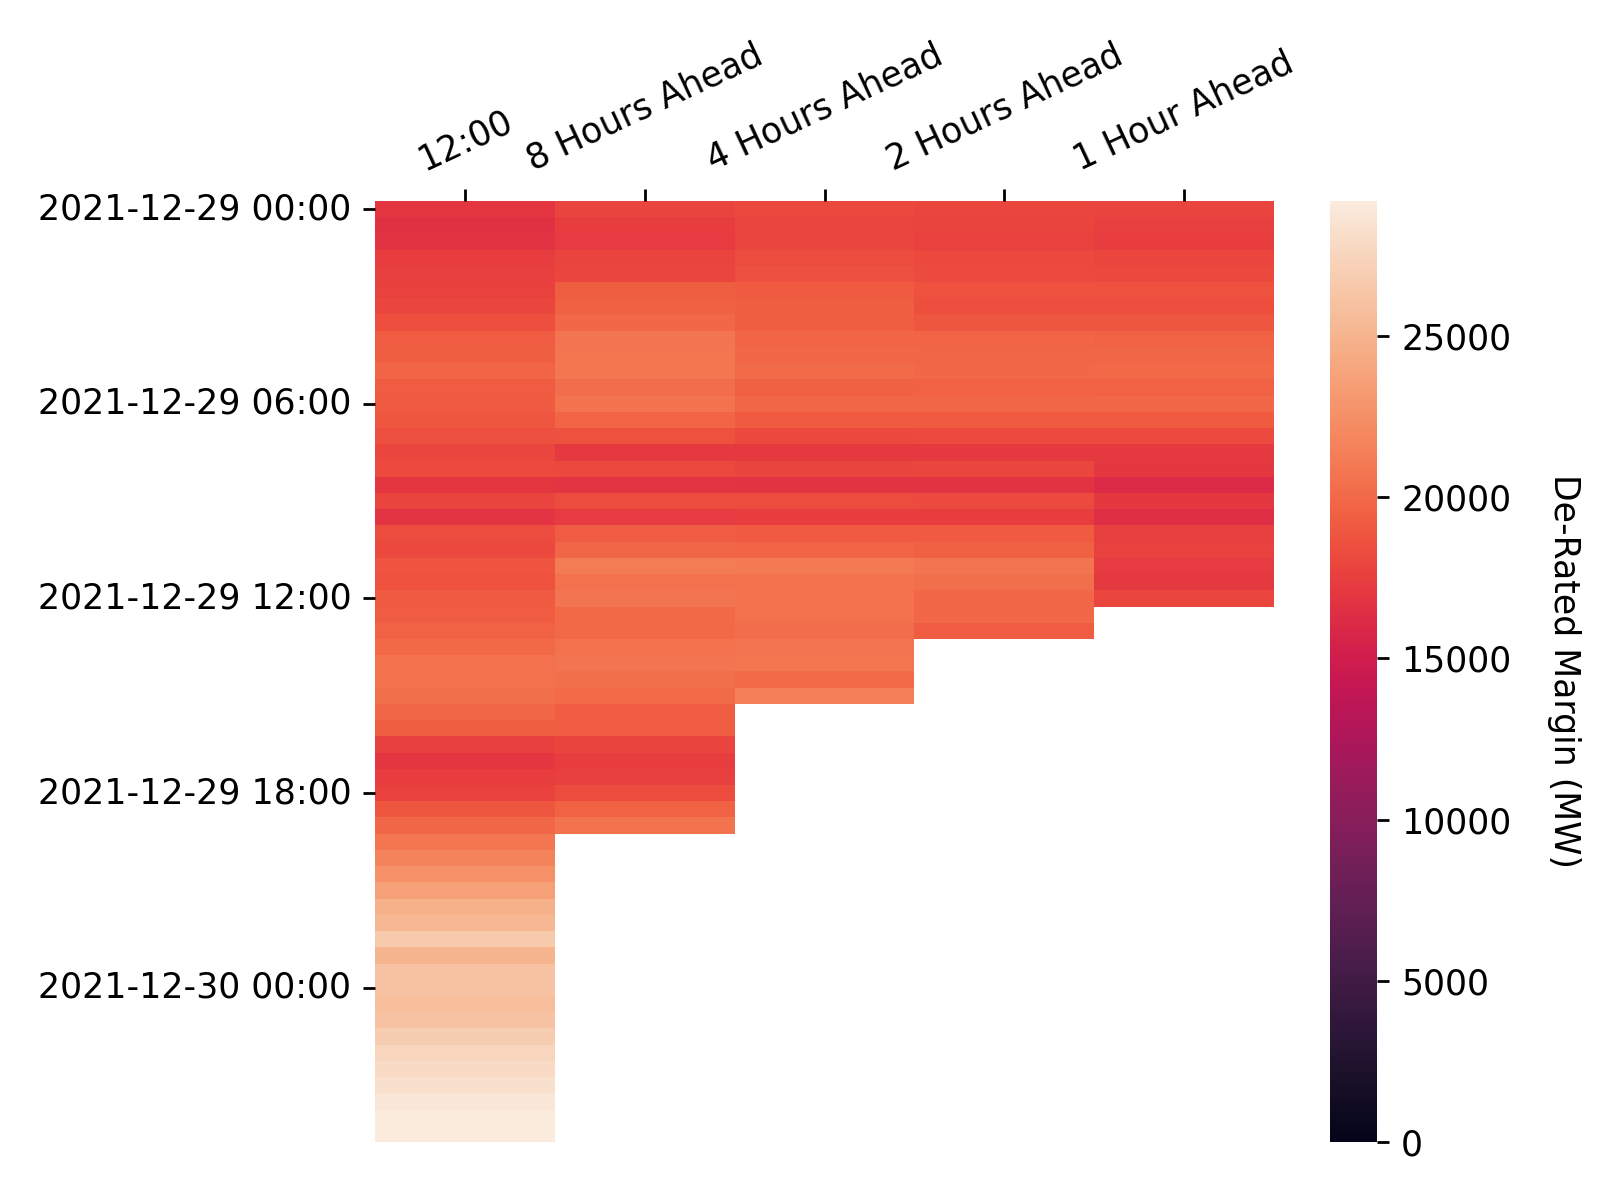 12:00
8 Hours Ahead
4 Hours Ahead
2 Hours Ahead
1 Hour Ahead
2021-12-29 00:00
2021-12-29 06:00
2021-12-29 12:00
2021-12-29 18:00
2021-12-30 00:00
25000
20000
15000
10000
5000
0
De-Rated Margin (MW)